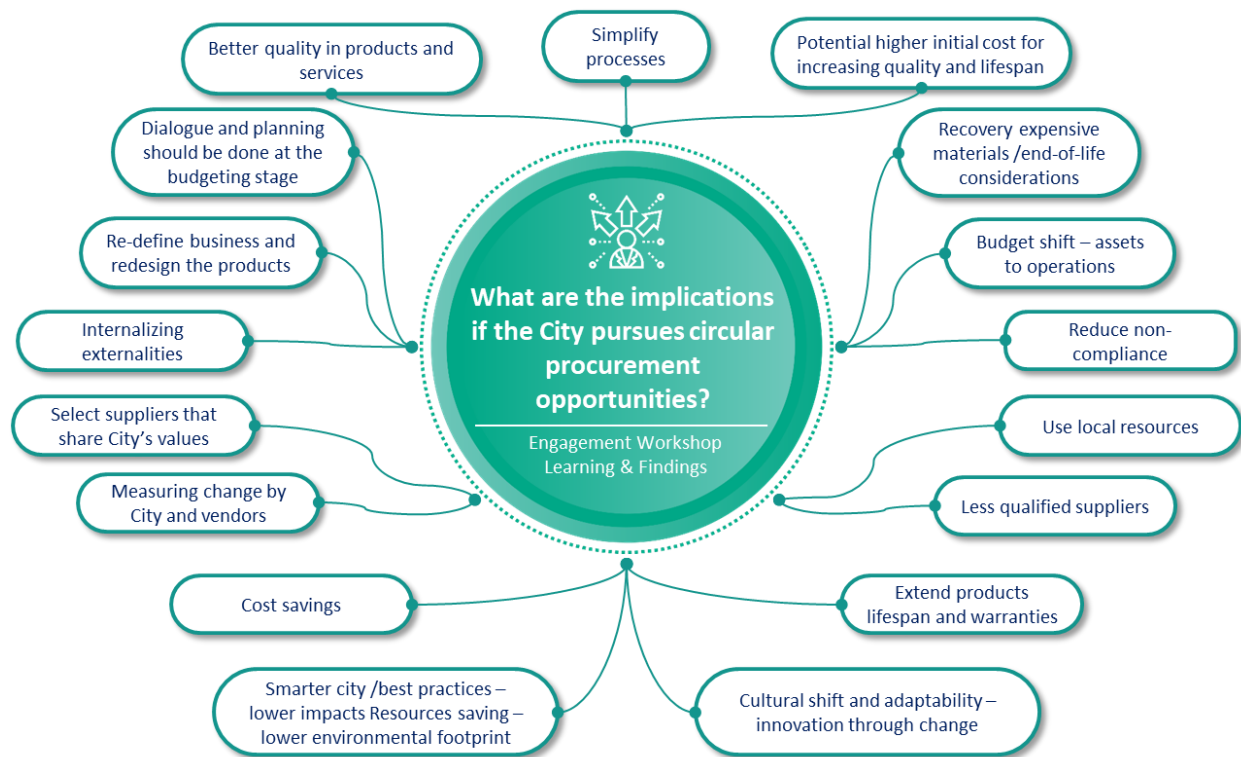 Better quality in products and
services
Simplify
processes
Potential higher initial cost for
increasing quality and lifespan
Dialogue and planning
should be done at the
budgeting stage
Recovery expensive
materials /end-of-life
considerations
Re-define business and
redesign the products
Budget shift – assets
to operations
Internalizing
externalities
Reduce non-
compliance
Select suppliers that
share City’s values
Use local resources
Measuring change by
City and vendors
Less qualified suppliers
What are the implications
if the City pursues circular
procurement
opportunities?
Engagement Workshop
Learning & Findings
Cost savings
Extend products
lifespan and warranties
Smarter city /best practices –
lower impacts Resources saving –
lower environmental footprint
Cultural shift and adaptability –
innovation through change